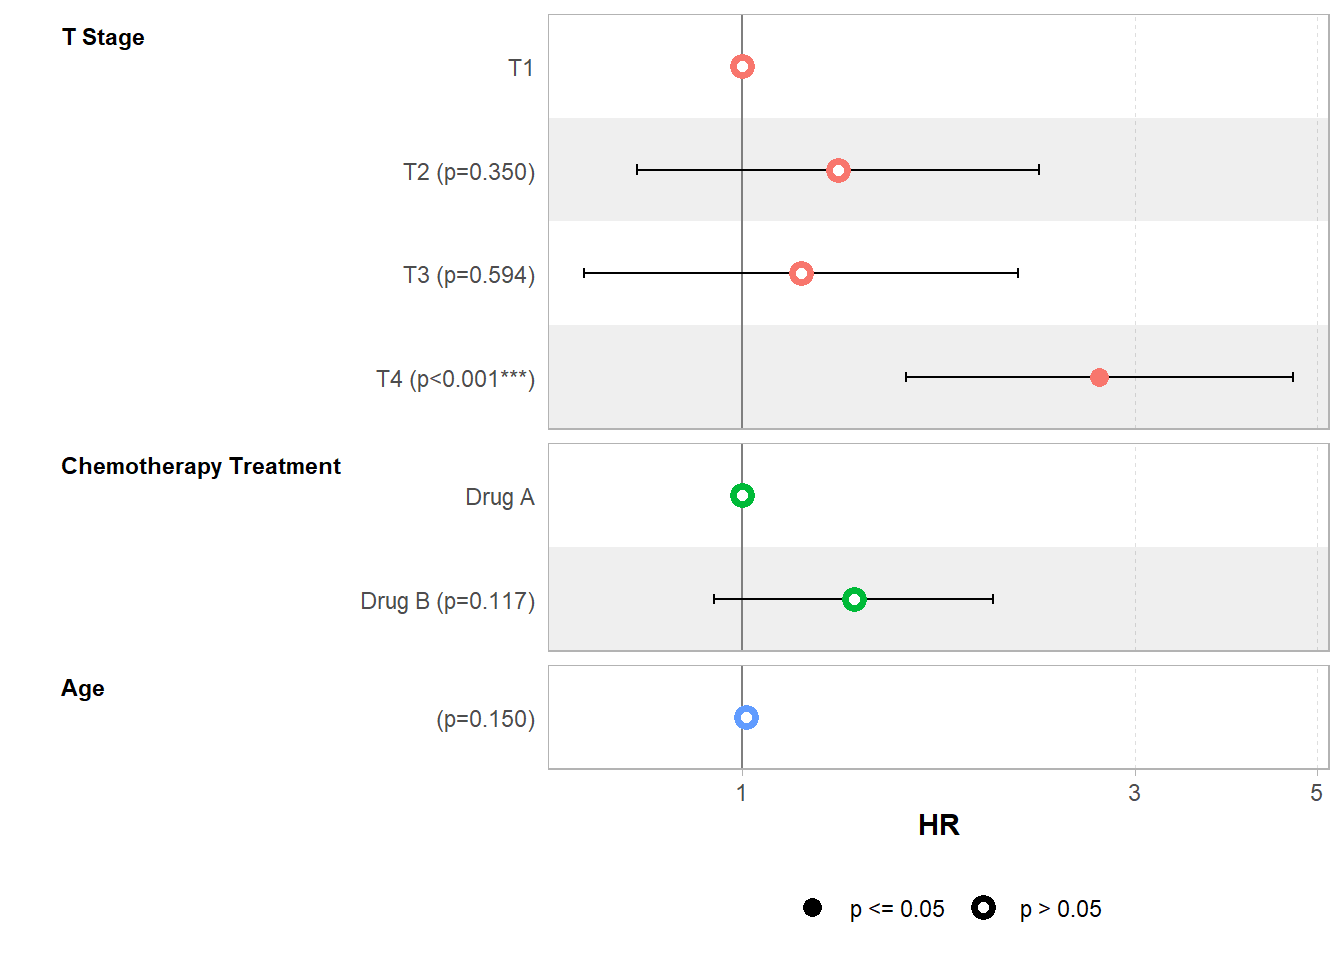 T Stage
T1
T2 (p=0.350)
T3 (p=0.594)
T4 (p<0.001***)
Chemotherapy Treatment
Drug A
Drug B (p=0.117)
Age
(p=0.150)
1 3 5
HR
p <= 0.05 p > 0.05